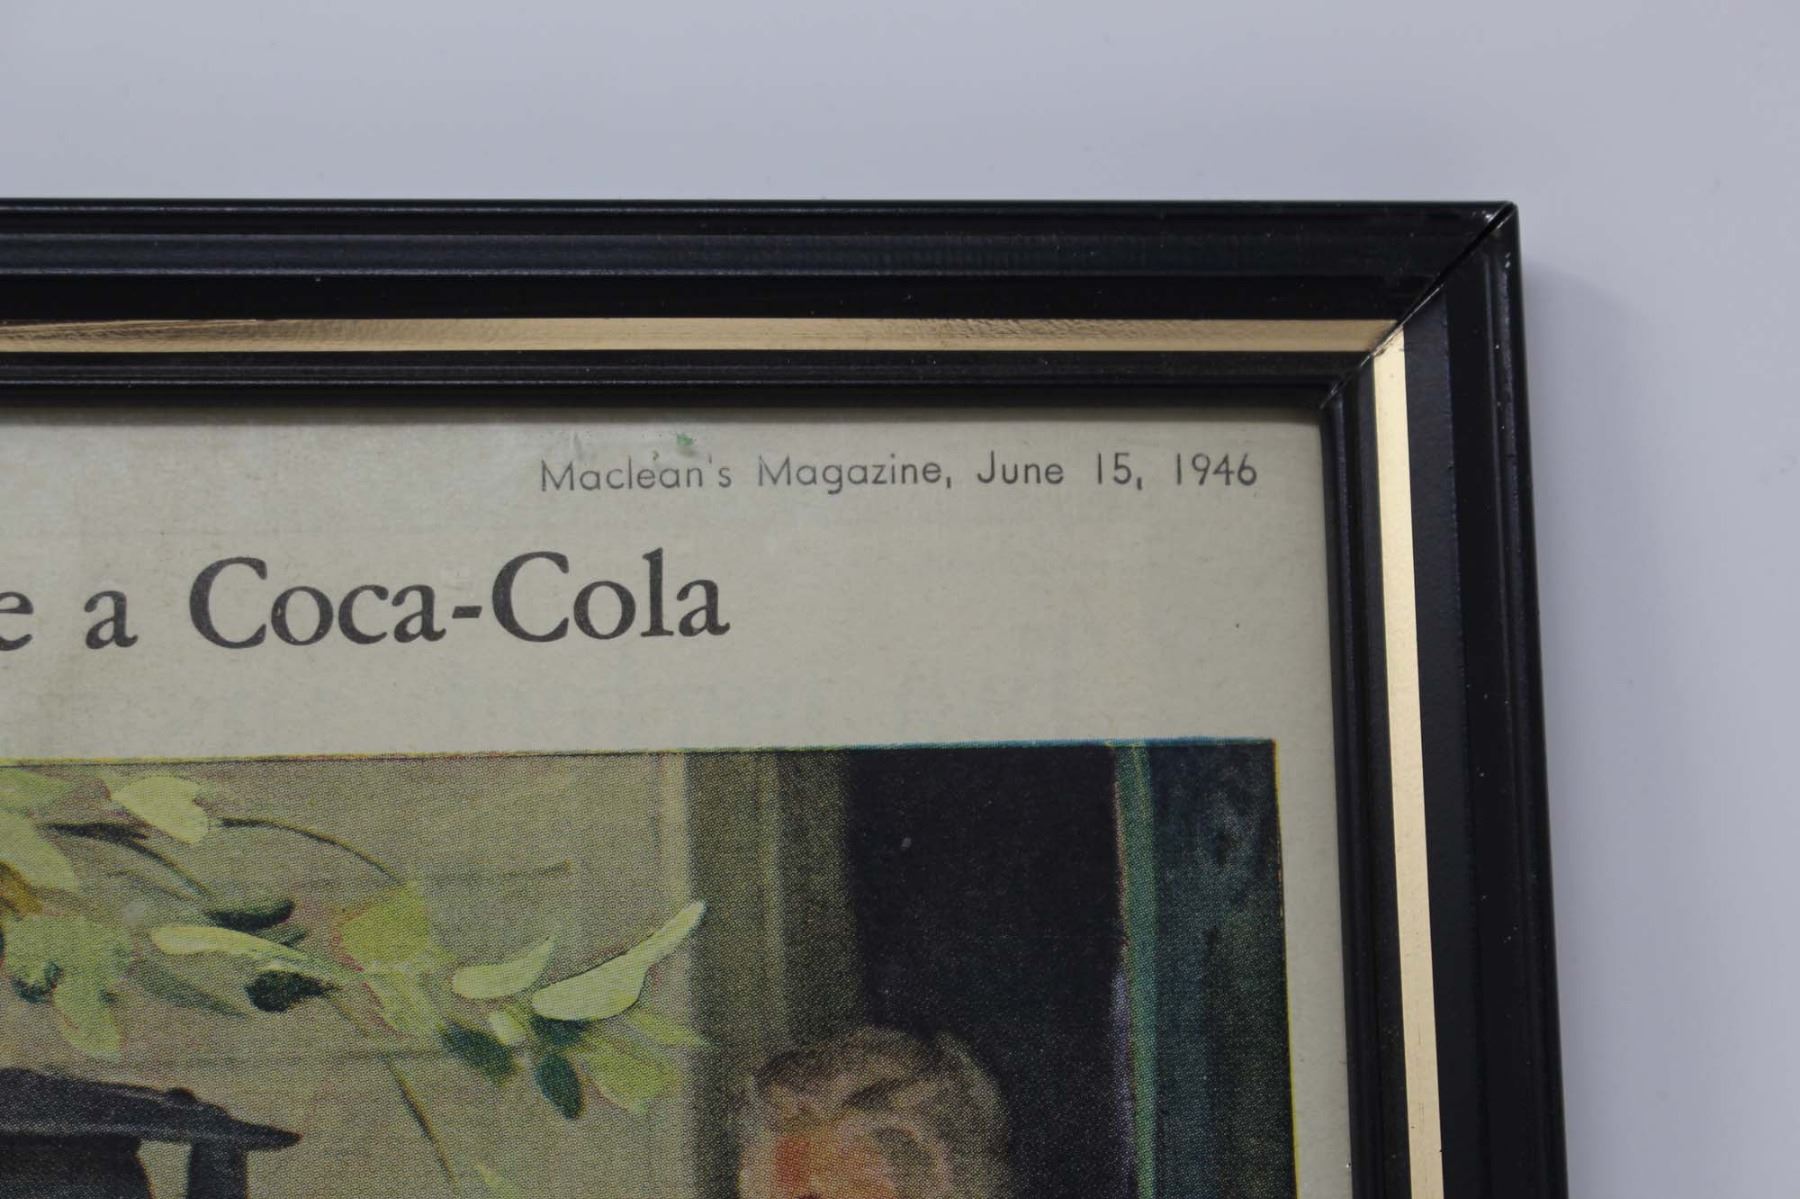 Maclean's Magazine, June 15, 1946
a Coca-Cola